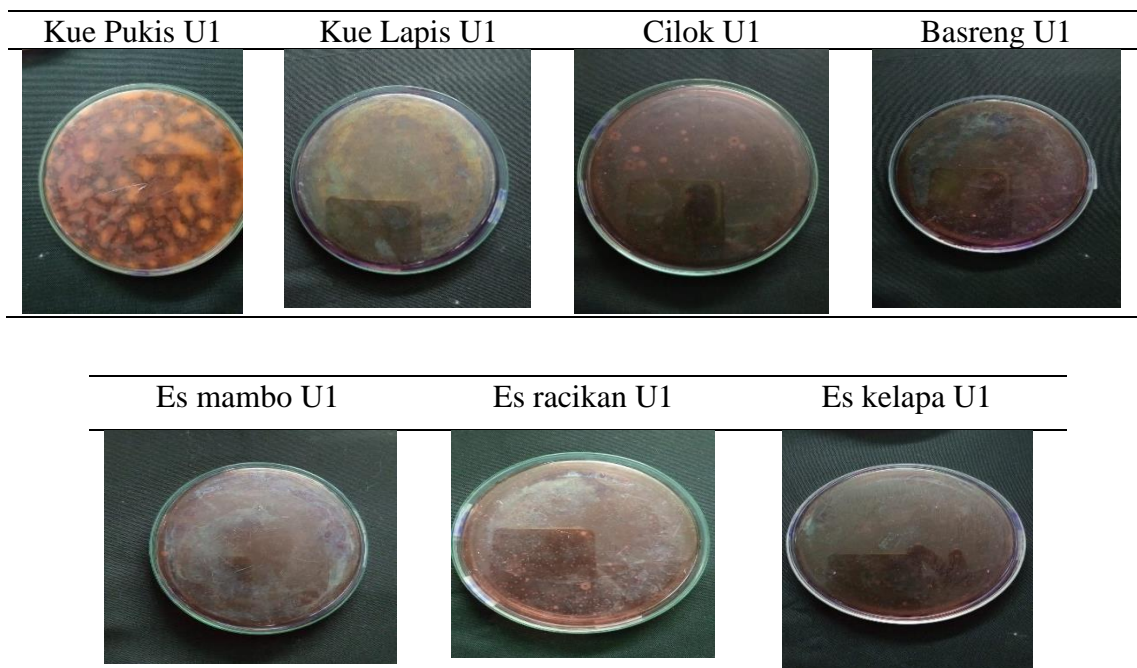 Kue Pukis U1 Kue Lapis U1 Cilok U1 Basreng U1
Es mambo U1 Es racikan U1 Es kelapa U1